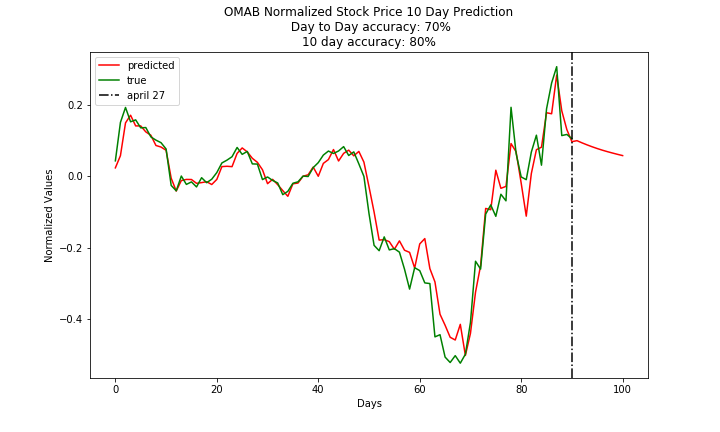 OMAB Normalized Stock Price 10 Day Prediction
Day to Day accuracy: 70%
10 day accuracy: 80%
predicted
true
april 27
Normalized Values
0.2
0.0
−0.2
−0.4
0
20
40
60
80
100
Days